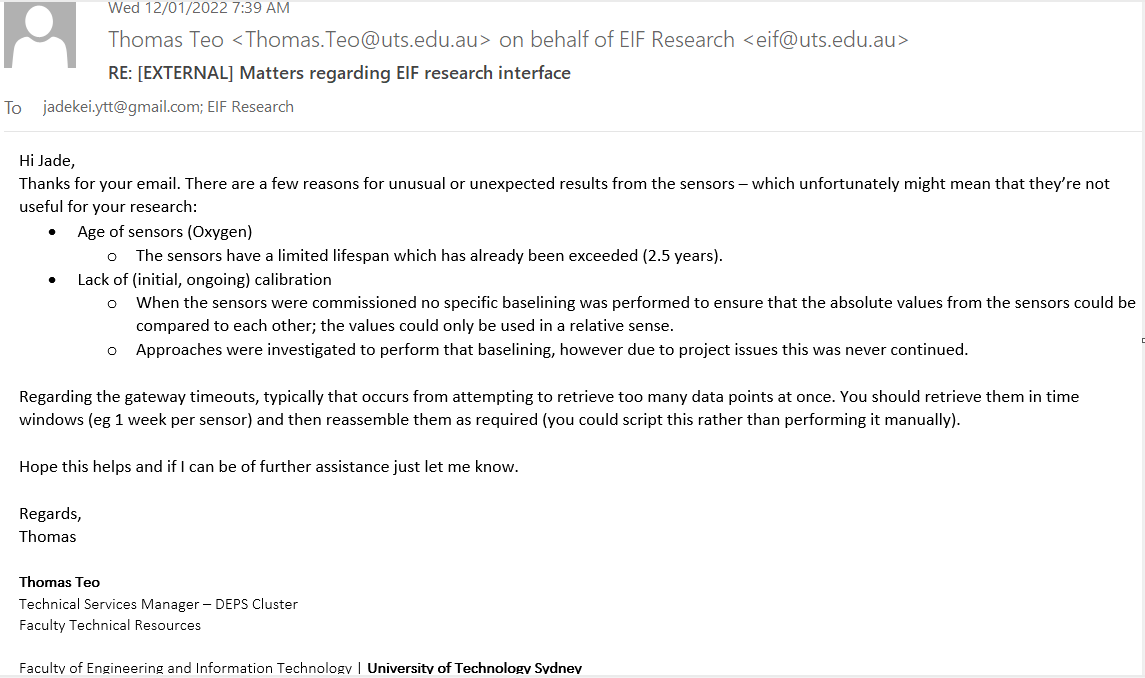 Wed 12/01/2022 7:39 AM
Thomas Teo <Thomas.Teo@uts.edu.au> on behalf of EIF Research <eif@uts.edu.au>
RE: [EXTERNAL] Matters regarding EIF research interface
To jadekei.ytt@gmail.com; EIF Research
Hi Jade,
Thanks for your email. There are a few reasons for unusual or unexpected results from the sensors – which unfortunately might mean that they're not
useful for your research:
• Age of sensors (Oxygen)
o The sensors have a limited lifespan which has already been exceeded (2.5 years).
• Lack of (initial, ongoing) calibration
o When the sensors were commissioned no specific baselining was performed to ensure that the absolute values from the sensors could be
compared to each other; the values could only be used in a relative sense.
o Approaches were investigated to perform that baselining, however due to project issues this was never continued.
Regarding the gateway timeouts, typically that occurs from attempting to retrieve too many data points at once. You should retrieve them in time
windows (eg 1 week per sensor) and then reassemble them as required (you could script this rather than performing it manually).
Hope this helps and if I can be of further assistance just let me know.
Regards,
Thomas
Thomas Teo
Technical Services Manager – DEPS Cluster
Faculty Technical Resources
Faculty of Engineering and Information Technology | University of Technology Sydney